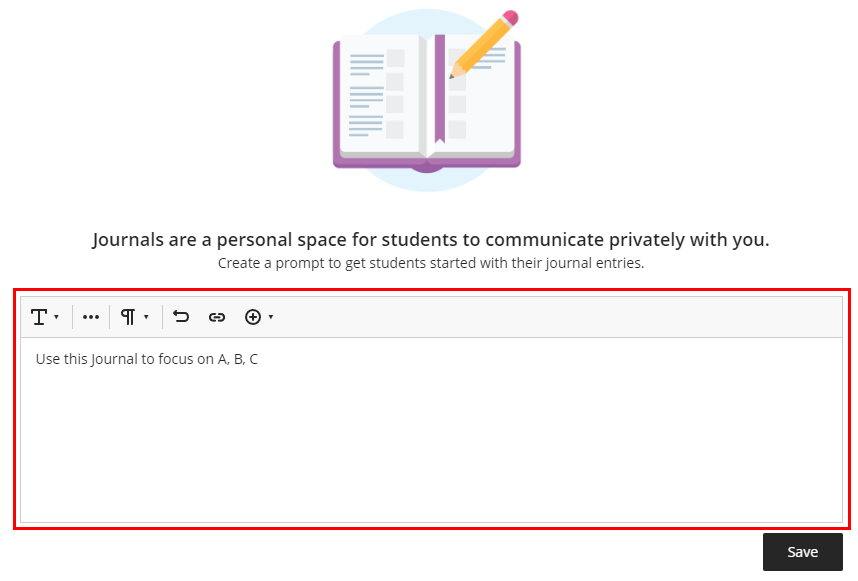 Journals are a personal space for students to communicate privately with you.
Create a prompt to get students started with their journal entries.
Use this Journal to focus on A, B, C
Save